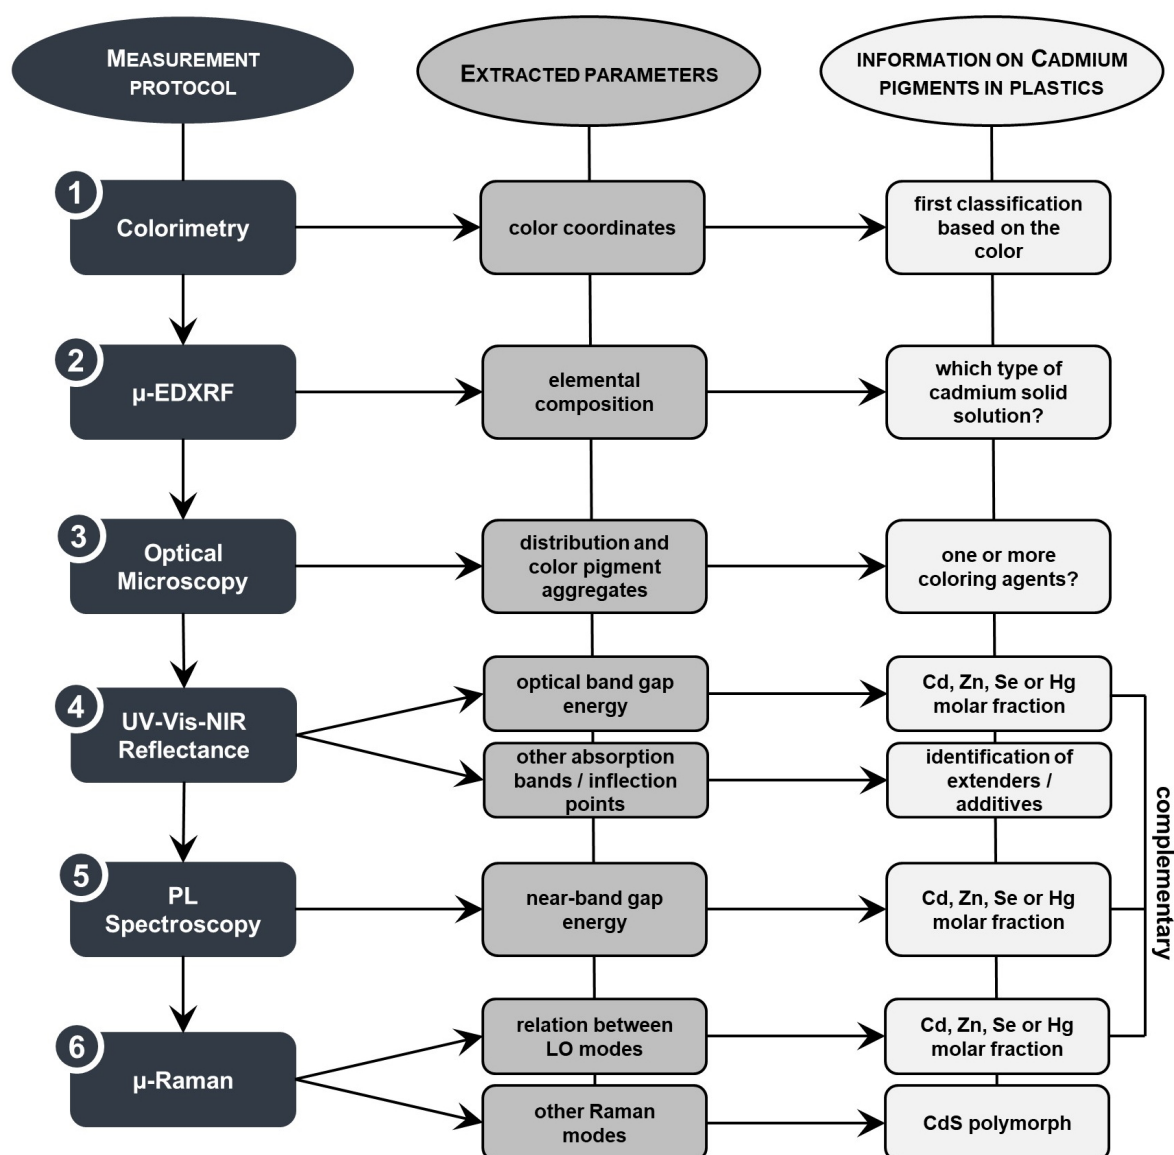 MEASUREMENT
PROTOCOL
EXTRACTED PARAMETERS
INFORMATION ON CADMIUM
PIGMENTS IN PLASTICS
1
Colorimetry
color coordinates
first classification
based on the
color
2
µ-EDXRF
elemental
composition
which type of
cadmium solid
solution?
3
Optical
Microscopy
distribution and
color pigment
aggregates
one or more
coloring agents?
4
UV-Vis-NIR
Reflectance
optical band gap
energy
Cd, Zn, Se or Hg
molar fraction
other absorption
bands / inflection
points
identification of
extenders /
additives
complementary
5
PL
Spectroscopy
near-band gap
energy
Cd, Zn, Se or Hg
molar fraction
6
µ-Raman
relation between
LO modes
Cd, Zn, Se or Hg
molar fraction
other Raman
modes
CdS polymorph